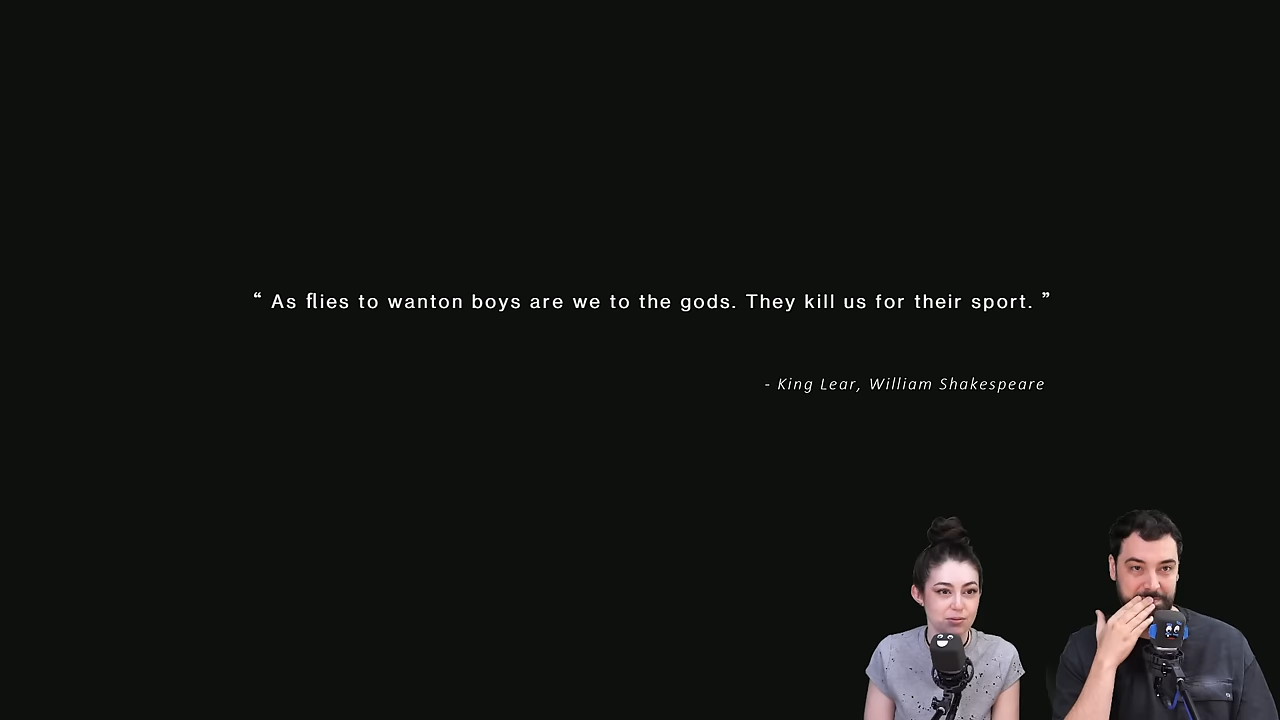 “ As flies to wanton boys are we to the gods. They kill us for their sport. ”
- King Lear, William Shakespeare